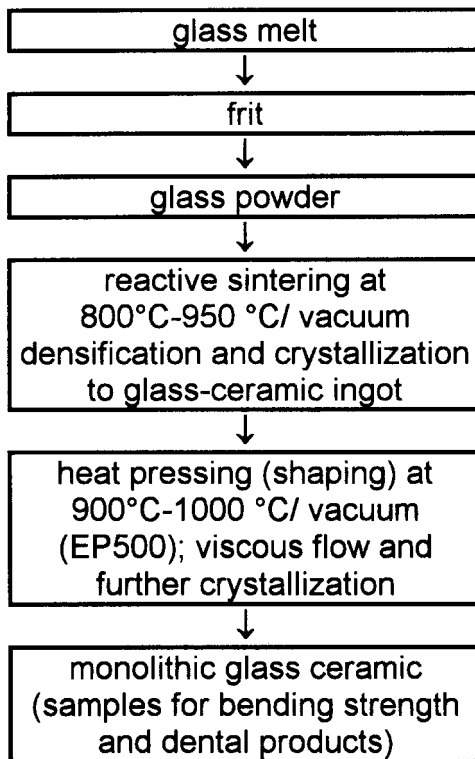 glass melt
↓
frit
↓
glass powder
↓
reactive sintering at
800°C-950 °C/ vacuum
densification and crystallization
to glass-ceramic ingot
↓
heat pressing (shaping) at
900°C-1000 °C/ vacuum
(EP500); viscous flow and
further crystallization
↓
monolithic glass ceramic
(samples for bending strength
and dental products)